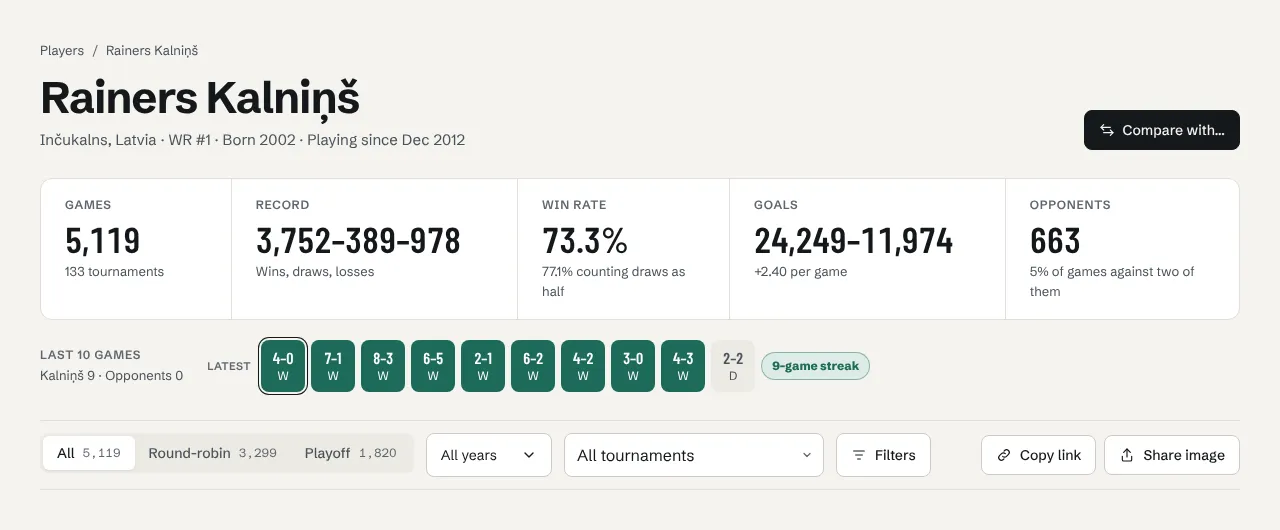 Players / Rainers Kalniņš
Rainers Kalniņš
Inčukalns, Latvia · WR #1 · Born 2002 · Playing since Dec 2012
Compare with…
GAMES
5,119
133 tournaments
RECORD
3,752–389–978
Wins, draws, losses
WIN RATE
73.3%
77.1% counting draws as
half
GOALS
24,249–11,974
+2.40 per game
OPPONENTS
663
5% of games against two of
them
LAST 10 GAMES
Kalniņš 9 · Opponents 0
LATEST
4–0 W
7–1 W
8–3 W
6–5 W
2–1 W
6–2 W
4–2 W
3–0 W
4–3 W
2–2 D
9-game streak
All 5,119
Round-robin 3,299
Playoff 1,820
All years
All tournaments
Filters
Copy link
Share image